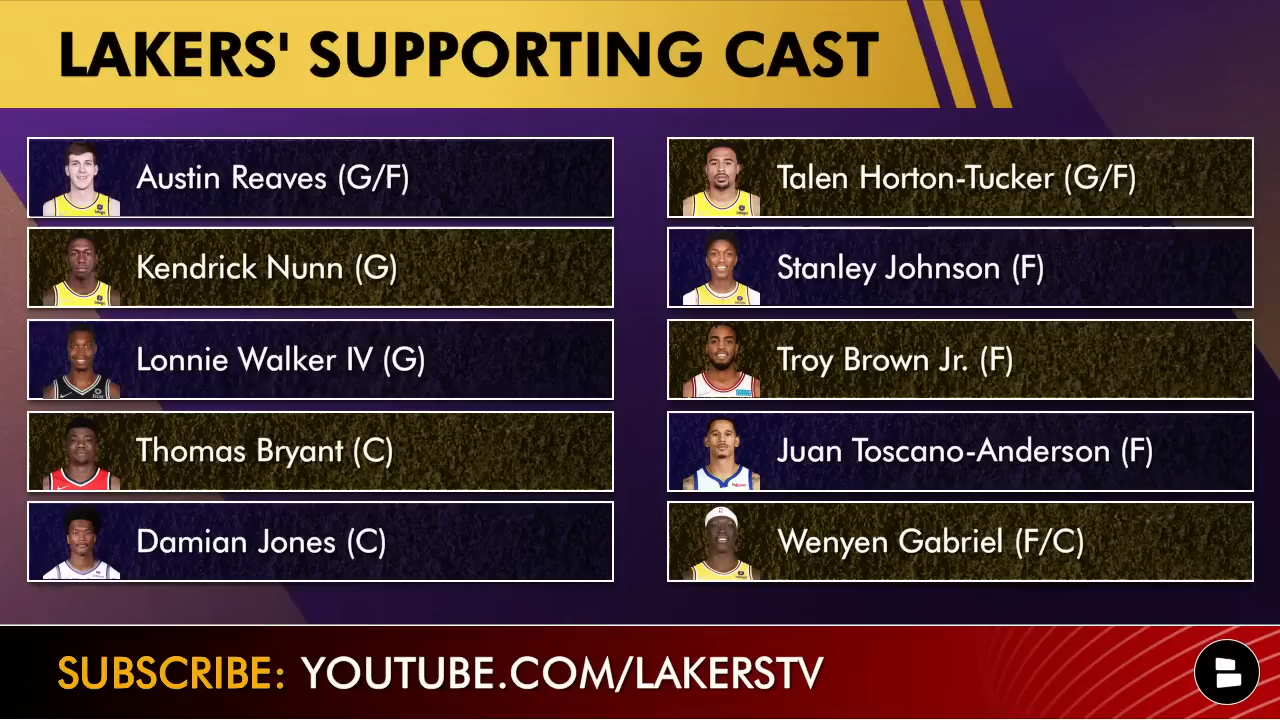 LAKERS' SUPPORTING CAST
Austin Reaves (G/F)
Kendrick Nunn (G)
Lonnie Walker IV (G)
Thomas Bryant (C)
Damian Jones (C)
Talen Horton-Tucker (G/F)
Stanley Johnson (F)
Troy Brown Jr. (F)
Juan Toscano-Anderson (F)
Wenyen Gabriel (F/C)
SUBSCRIBE: YOUTUBE.COM/LAKERSTV